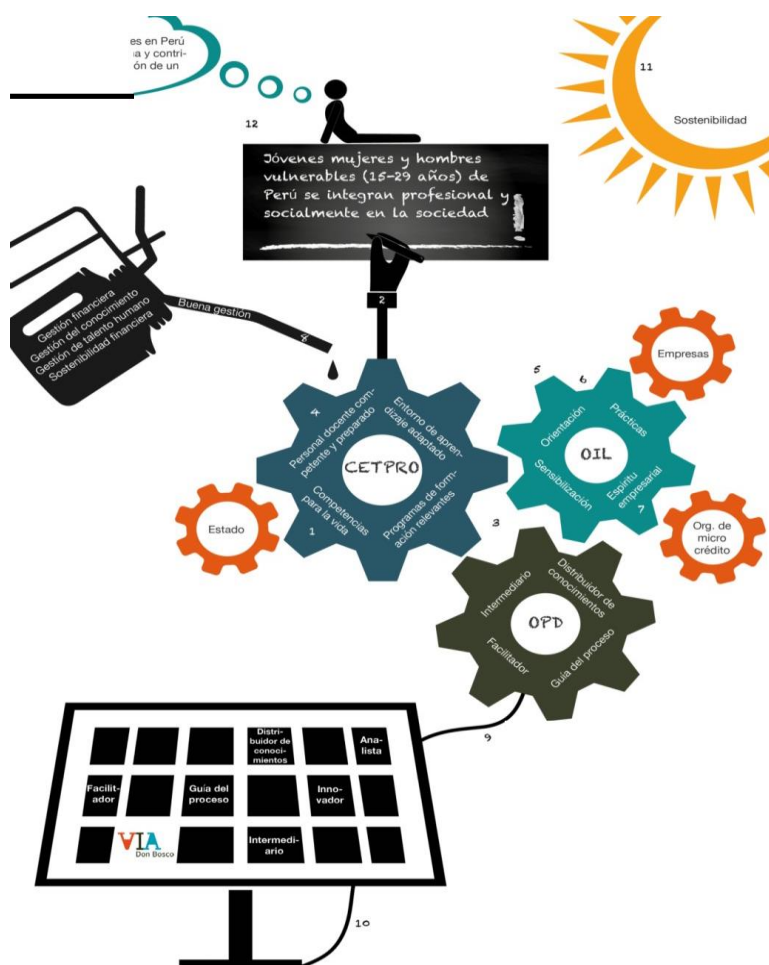 es en Perú
a y contri-
ón de un
11
Sostenibilidad
12
Jóvenes mujeres y hombres
vulnerables (15-29 años) de
Perú se integran profesional y
socialmente en la sociedad
!
2
Gestión financiera
Gestión del conocimiento
Gestión de talento humano
Sostenibilidad financiera
Buena gestión
8
Empresas
5
6
Orientación
Prácticas
OIL
Sensibilización
Espíritu
empresarial
7
4
Personal docente com-
petente y preparado
Entorno de apren-
dizaje adaptado
CETPRO
Competencias
para la vida
1
Programas de form-
ación relevantes
Estado
3
Org. de
micro
crédito
Intermediario
Distribuidor de
conocimientos
OPD
Facilitador
Guía del proceso
9
Distri-
buidor de
conoci-
mientos
Ana-
lista
Facilit-
ador
Guía del
proceso
Inno-
vador
VIA
Don Bosco
Intermedi-
ario
10